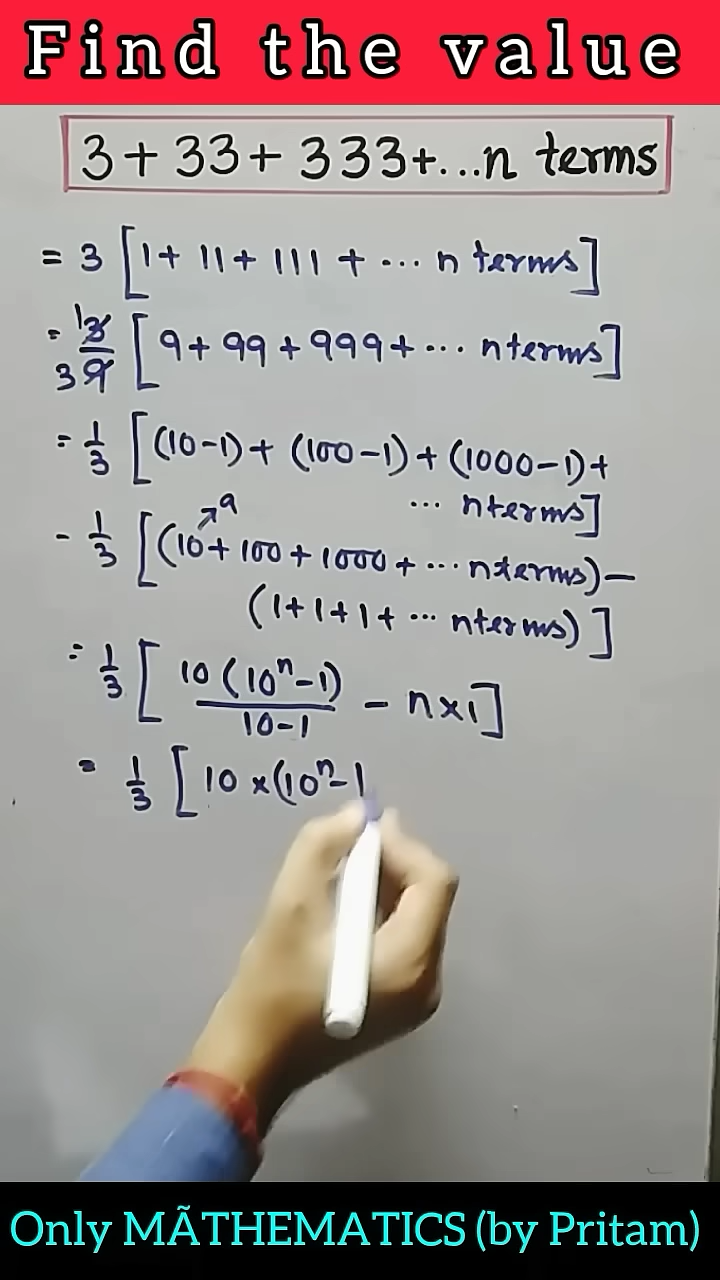 Find the value
3 + 33 + 333 + ... n terms
= 3 [1 + 11 + 111 + ... n terms]
= 1 3/3 9 [9 + 99 + 999 + ... n terms]
= 1/3 [(10-1) + (100-1) + (1000-1) +
... n terms]
- 1/3 [(10 + 100 + 1000 + ... n terms) -
↗ a
(1+1+1+ ... n terms)]
= 1/3 [10(10ⁿ-1)/10-1 - n×1]
= 1/3 [10 × (10ⁿ-1
Only MÃTHEMATICS (by Pritam)